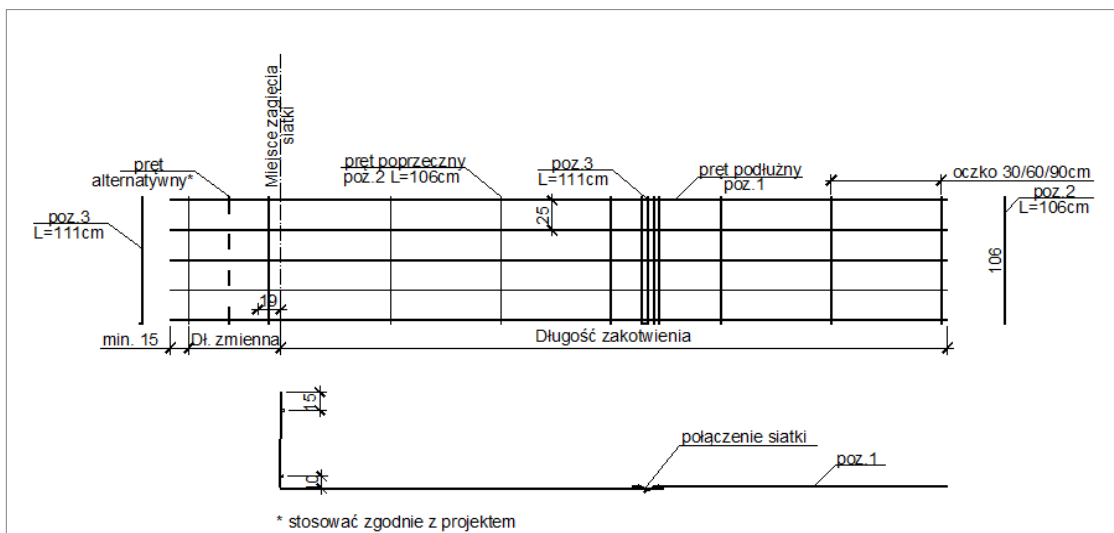 Miejsce zagięcia
siatki
pręt
alternatywny*
pręt poprzeczny
poz.2 L=106cm
poz.3
L=111cm
pręt podłużny
poz.1
oczko 30/60/90cm
poz.2
L=106cm
poz.3
L=111cm
25
106
19
min. 15
Dł. zmienna
Długość zakotwienia
15
10
połączenie siatki
poz.1
* stosować zgodnie z projektem